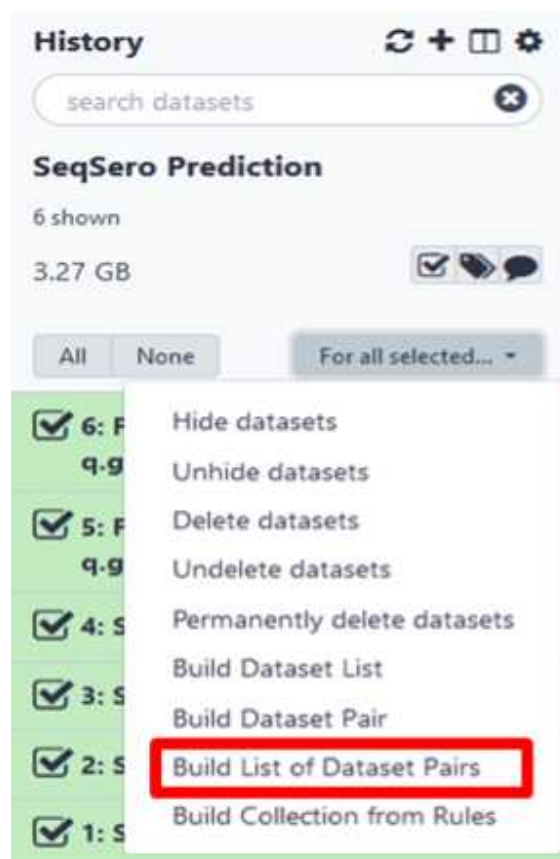 History
search datasets
SeqSero Prediction
6 shown
3.27 GB
All None For all selected...
6: F
q.g
5: F
q.g
4: S
3: S
2: S
1: S
Hide datasets
Unhide datasets
Delete datasets
Undelete datasets
Permanently delete datasets
Build Dataset List
Build Dataset Pair
Build List of Dataset Pairs
Build Collection from Rules